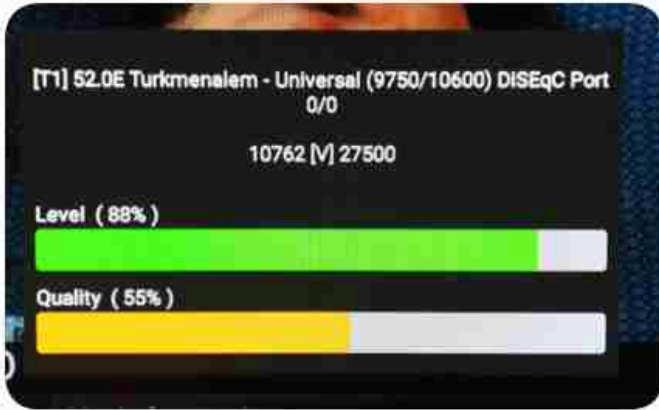 [T1] 52.0E Turkmenalem - Universal (9750/10600) DiSEqC Port
0/0
10762 [V] 27500
Level ( 88% )
Quality ( 55% )